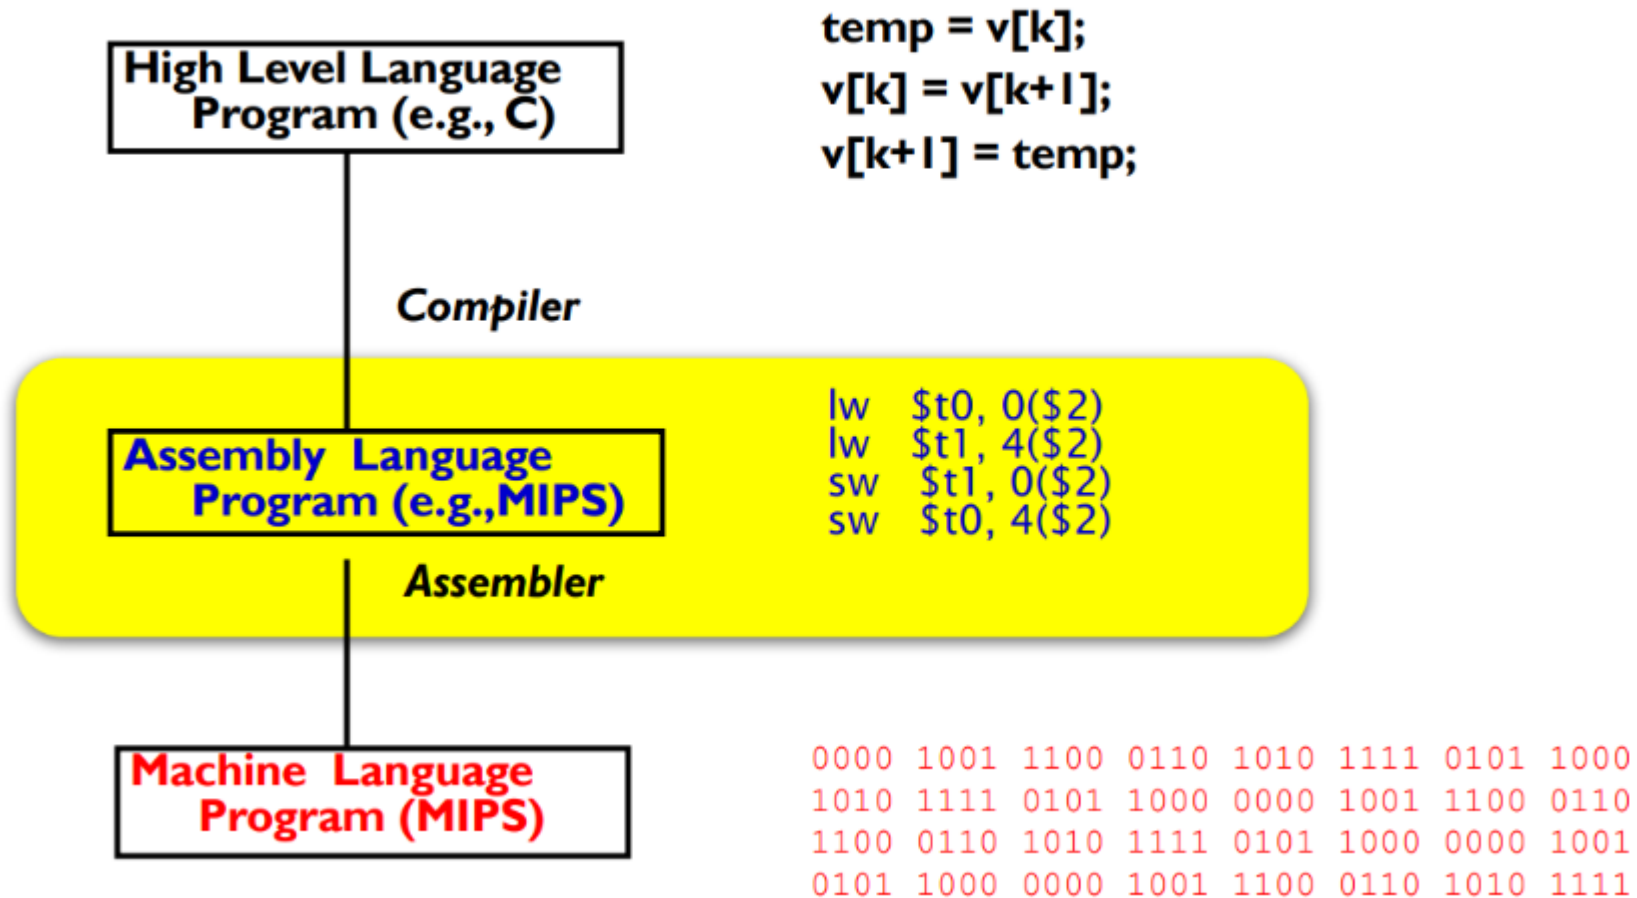 High Level Language
Program (e.g., C)
temp = v[k];
v[k] = v[k+1];
v[k+1] = temp;
Compiler
Assembly Language
Program (e.g.,MIPS)
lw $t0, 0($2)
lw $t1, 4($2)
sw $t1, 0($2)
sw $t0, 4($2)
Assembler
Machine Language
Program (MIPS)
0000 1001 1100 0110 1010 1111 0101 1000
1010 1111 0101 1000 0000 1001 1100 0110
1100 0110 1010 1111 0101 1000 0000 1001
0101 1000 0000 1001 1100 0110 1010 1111